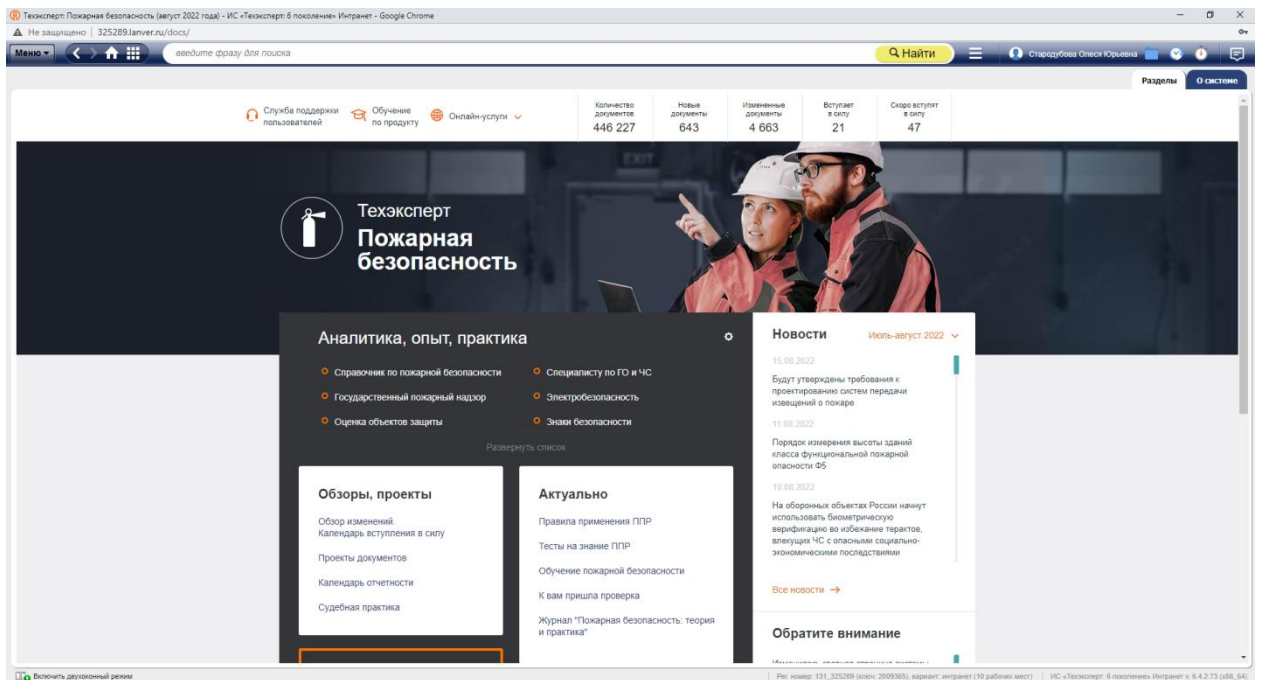 Техэксперт: Пожарная безопасность (август 2022 года) - ИС «Техэксперт: 6 поколение» Интранет - Google Chrome
Не защищено | 325289.lanver.ru/docs/
Меню
введите фразу для поиска
Найти
Стародубова Олеся Юрьевна
Разделы
О системе
Служба поддержки
пользователей
Обучение
по продукту
Онлайн-услуги
Количество
документов
446 227
Новые
документы
643
Измененные
документы
4 663
Вступает
в силу
21
Скоро вступят
в силу
47
EXIT
Техэксперт
Пожарная
безопасность
Аналитика, опыт, практика
Справочник по пожарной безопасности
Специалисту по ГО и ЧС
Государственный пожарный надзор
Электробезопасность
Оценка объектов защиты
Знаки безопасности
Развернуть список
Обзоры, проекты
Обзор изменений.
Календарь вступления в силу
Проекты документов
Календарь отчетности
Судебная практика
Актуально
Правила применения ППР
Тесты на знание ППР
Обучение пожарной безопасности
К вам пришла проверка
Журнал "Пожарная безопасность: теория
и практика"
Новости
Июль-август 2022
15.08.2022
Будут утверждены требования к
проектированию систем передачи
извещений о пожаре
11.08.2022
Порядок измерения высоты зданий
класса функциональной пожарной
опасности Ф5
10.08.2022
На оборонных объектах России начнут
использовать биометрическую
верификацию во избежание терактов,
влекущих ЧС с опасными социально-
экономическими последствиями
Все новости
Обратите внимание
Включить двухоконный режим
Рег. номер: 131_325289 (ключ: 2009365), вариант: интранет (10 рабочих мест) | ИС «Техэксперт: 6 поколение» Интранет v. 6.4.2.73 (x86_64)